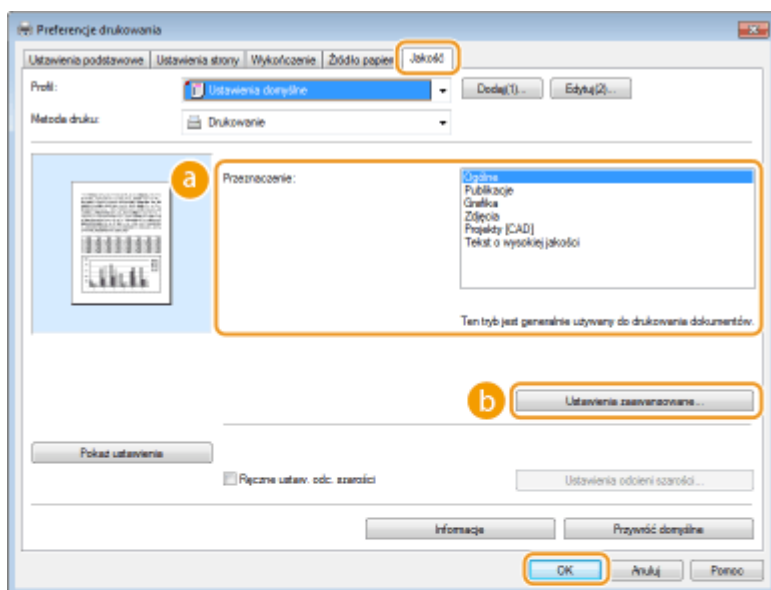 Preferencje drukowania
Ustawienia podstawowe Ustawienia strony Wykończenie Źródło papieru Jakość
Profil: Ustawienia domyślne Dodaj(1)... Edytuj(2)...
Metoda druku: Drukowanie
a
Przeznaczenie:
Ogólne
Publikacje
Grafika
Zdjęcia
Projekty [CAD]
Tekst o wysokiej jakości
Ten tryb jest generalnie używany do drukowania dokumentów.
b
Ustawienia zaawansowane...
Pokaż ustawienia
Ręczne ustaw. odc. szarości Ustawienia odcieni szarości...
Informacje Przywróć domyślne
OK Anuluj Pomoc